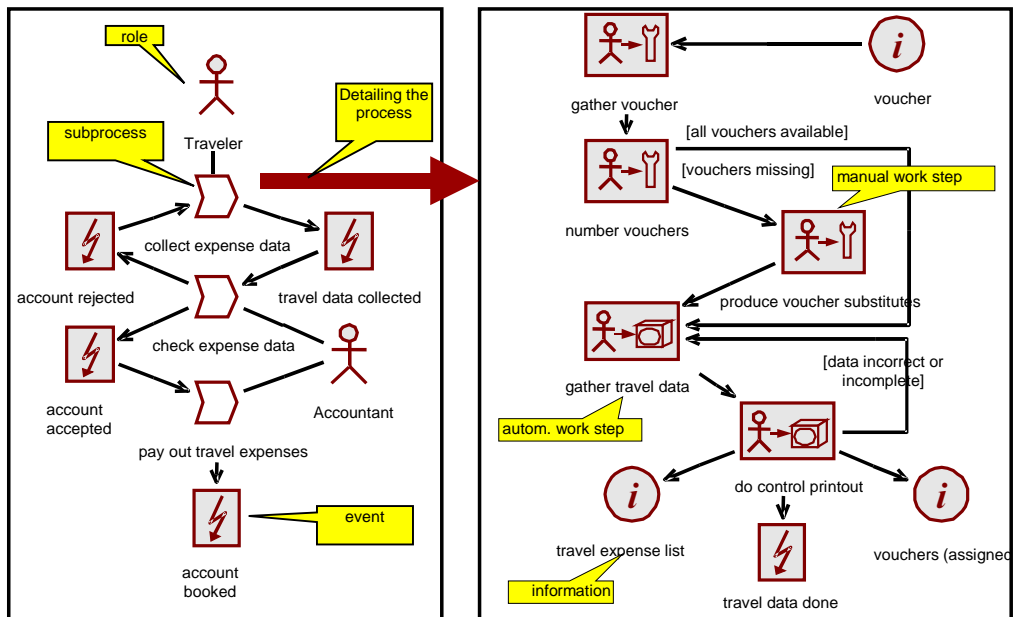 role
Detailing the
process
subprocess
Traveler
collect expense data
account rejected
travel data collected
check expense data
account
accepted
Accountant
pay out travel expenses
event
account
booked
gather voucher
voucher
[all vouchers available]
[vouchers missing]
manual work step
number vouchers
produce voucher substitutes
[data incorrect or
incomplete]
gather travel data
autom. work step
do control printout
travel expense list
vouchers (assigned
information
travel data done